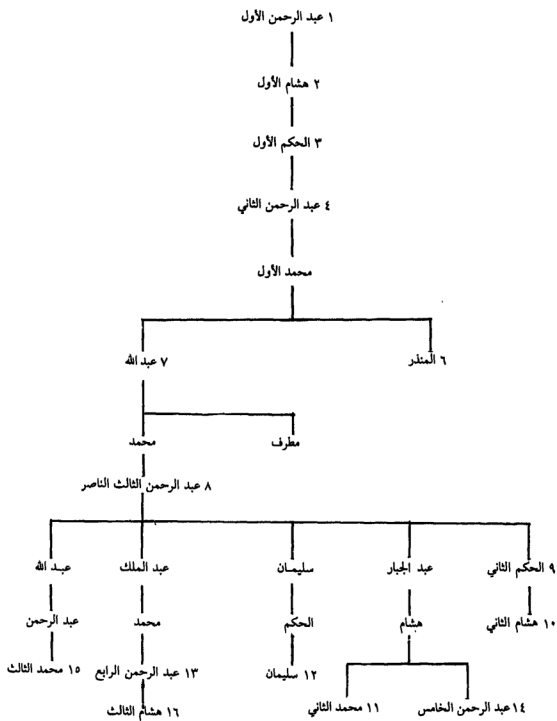 ١ عبد الرحمن الأول
٢ هشام الأول
٣ الحكم الأول
٤ عبد الرحمن الثاني
محمد الأول
٦ المنذر
٧ عبد الله
مطرف
محمد
٨ عبد الرحمن الثالث الناصر
٩ الحكم الثاني
عبد الجبار
سليمـان
عبد الملك
عبـد الله
١٠ هشام الثاني
هشام
الحكم
محمد
عبد الرحمن
١٢ سليمان
١٣ عبد الرحمن الرابع
١٥ محمد الثالث
١٤ عبد الرحمن الخامس
١١ محمد الثاني
١٦ هشام الثالث